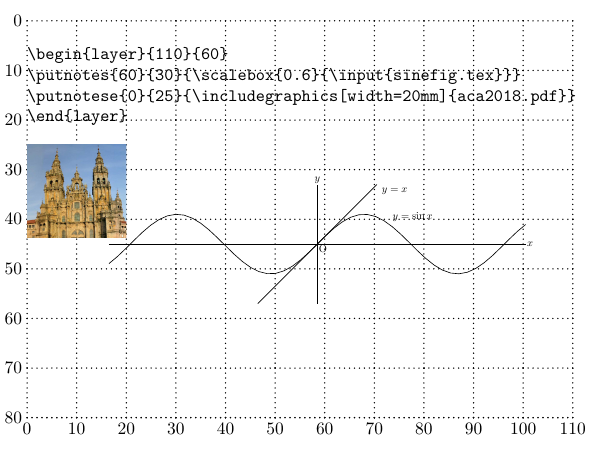 0
\begin{layer}{110}{60}
10
\putnotes{60}{30}{\scalebox{0.6}{\input{sinefig.tex}}}
\putnotese{0}{25}{\includegraphics[width=20mm]{aca2018.pdf}}
20
\end{layer}
30
y
y = x
40
y = sin x
x
O
50
60
70
80
0 10 20 30 40 50 60 70 80 90 100 110